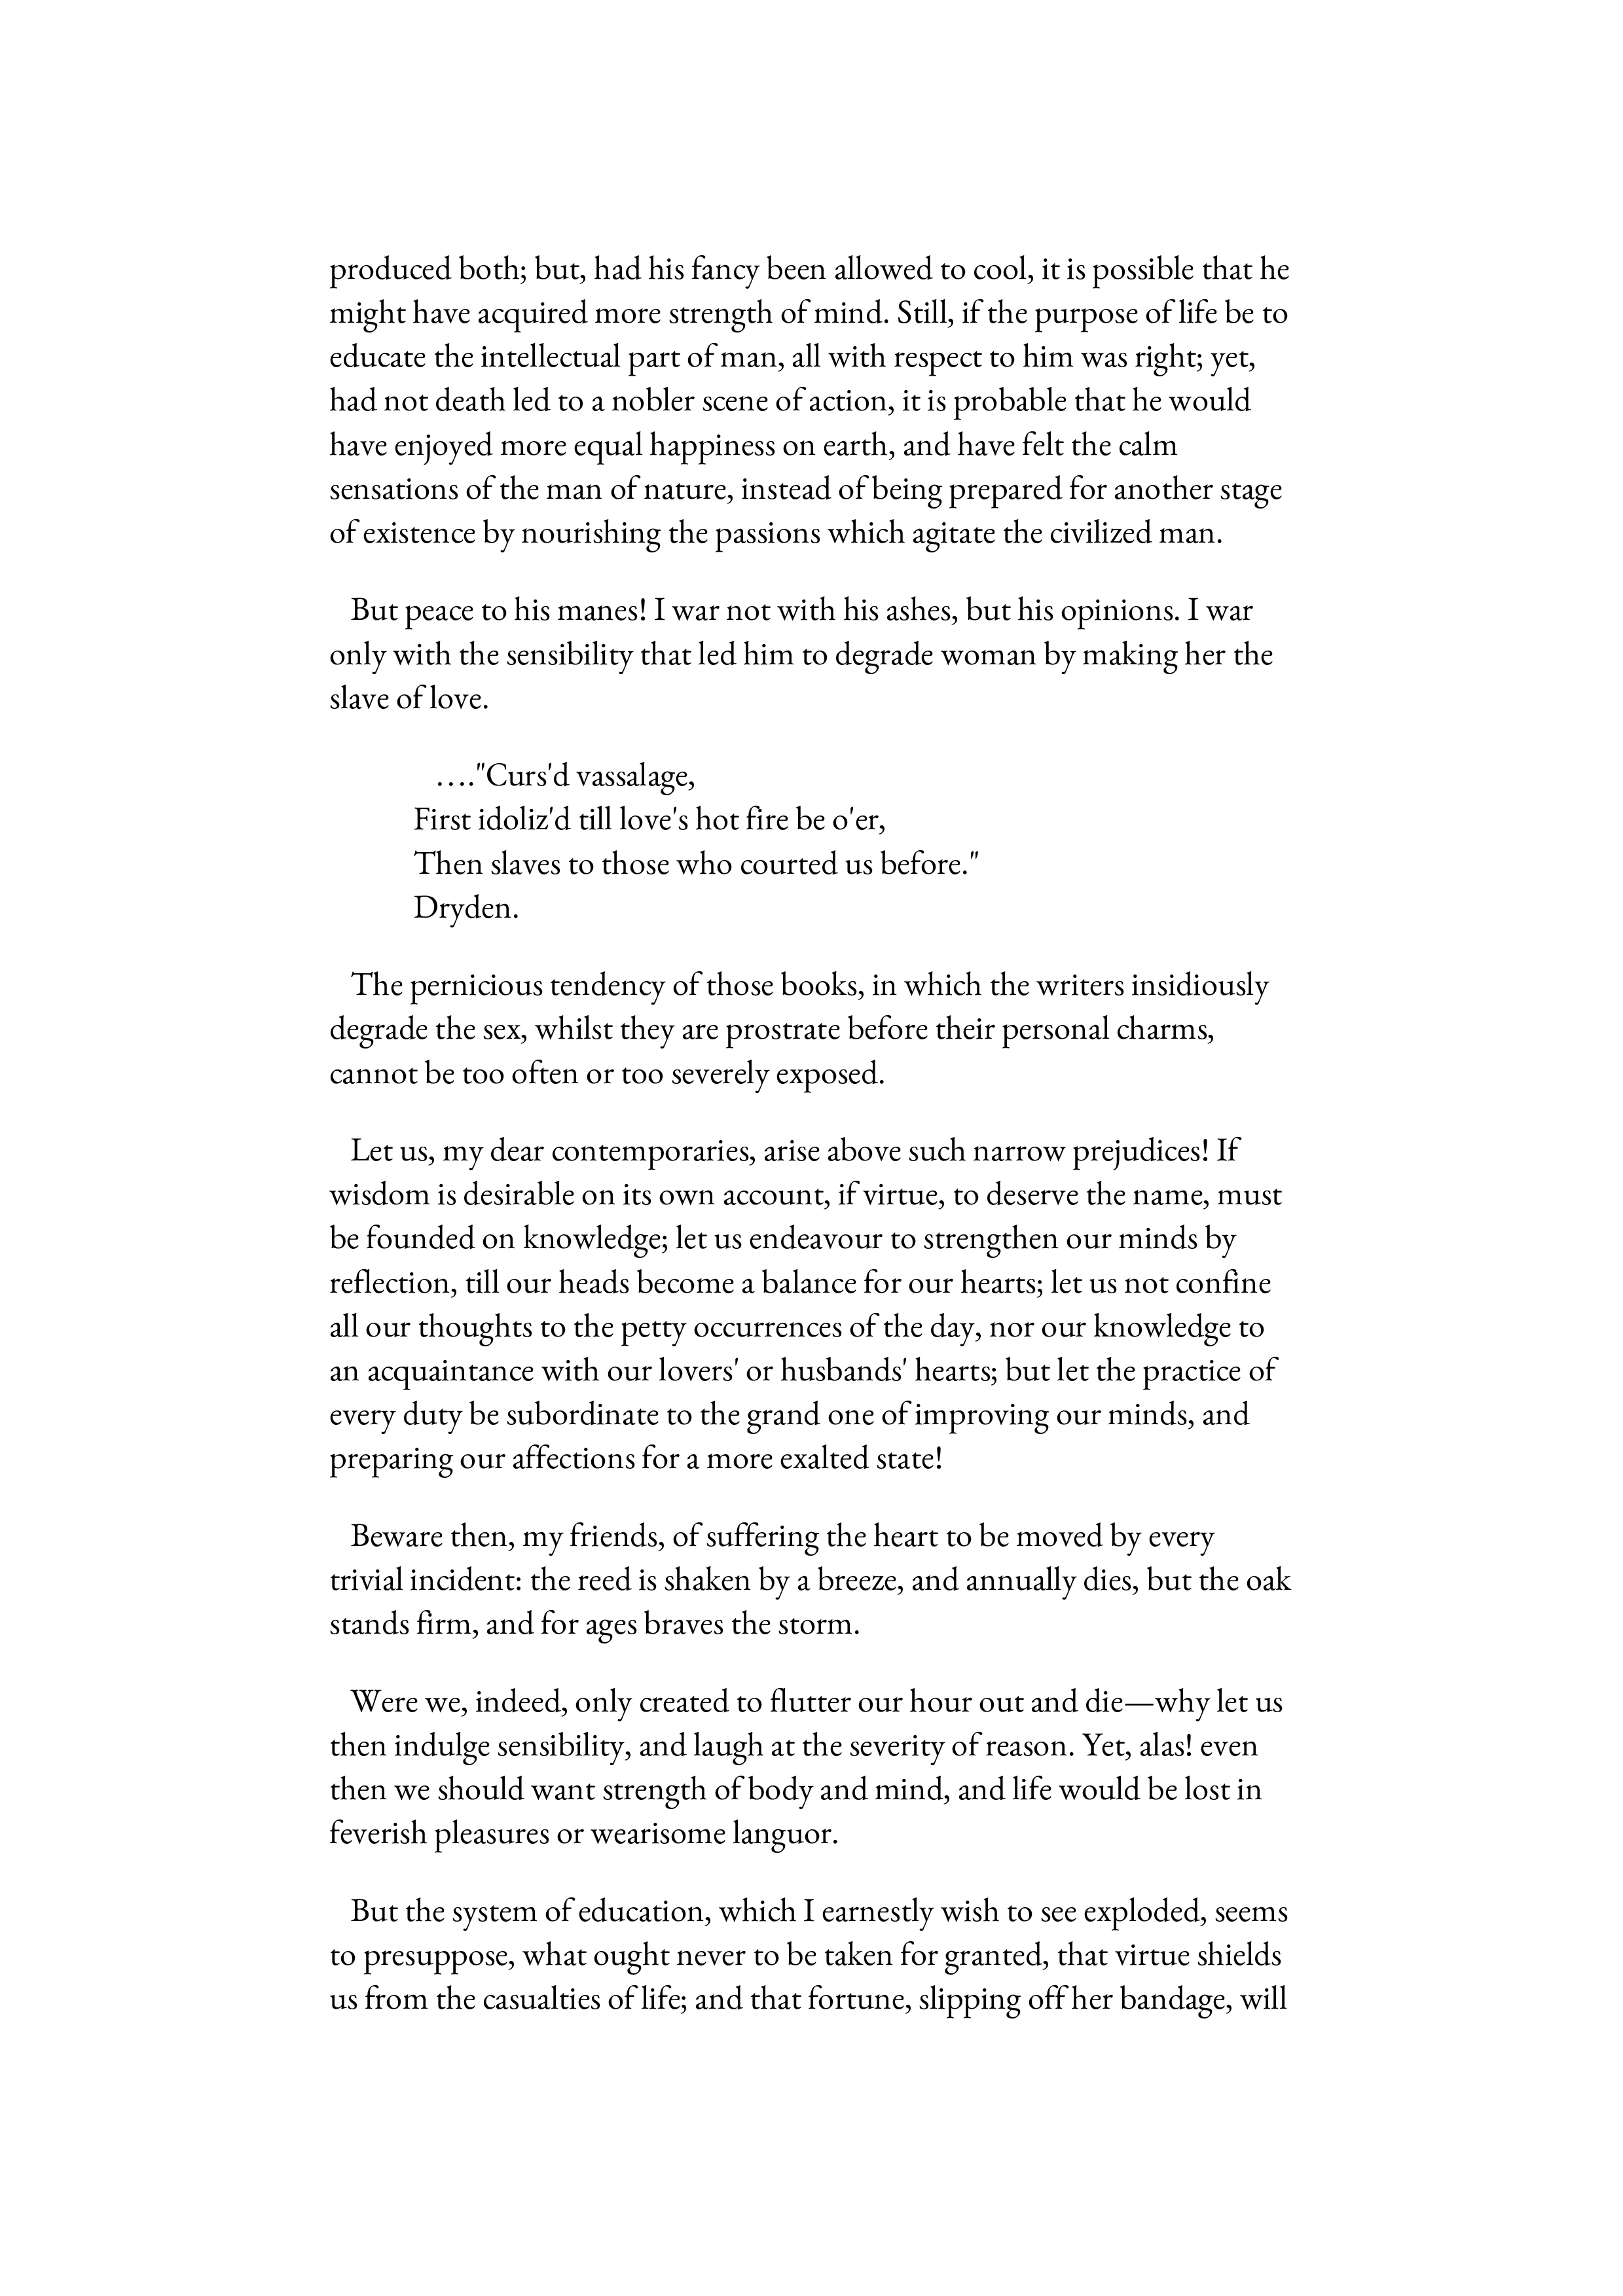 produced both; but, had his fancy been allowed to cool, it is possible that he
might have acquired more strength of mind. Still, if the purpose of life be to
educate the intellectual part of man, all with respect to him was right; yet,
had not death led to a nobler scene of action, it is probable that he would
have enjoyed more equal happiness on earth, and have felt the calm
sensations of the man of nature, instead of being prepared for another stage
of existence by nourishing the passions which agitate the civilized man.
But peace to his manes! I war not with his ashes, but his opinions. I war
only with the sensibility that led him to degrade woman by making her the
slave of love.
…."Curs'd vassalage,
First idoliz'd till love's hot fire be o'er,
Then slaves to those who courted us before."
Dryden.
The pernicious tendency of those books, in which the writers insidiously
degrade the sex, whilst they are prostrate before their personal charms,
cannot be too often or too severely exposed.
Let us, my dear contemporaries, arise above such narrow prejudices! If
wisdom is desirable on its own account, if virtue, to deserve the name, must
be founded on knowledge; let us endeavour to strengthen our minds by
reflection, till our heads become a balance for our hearts; let us not confine
all our thoughts to the petty occurrences of the day, nor our knowledge to
an acquaintance with our lovers' or husbands' hearts; but let the practice of
every duty be subordinate to the grand one of improving our minds, and
preparing our affections for a more exalted state!
Beware then, my friends, of suffering the heart to be moved by every
trivial incident: the reed is shaken by a breeze, and annually dies, but the oak
stands firm, and for ages braves the storm.
Were we, indeed, only created to flutter our hour out and die—why let us
then indulge sensibility, and laugh at the severity of reason. Yet, alas! even
then we should want strength of body and mind, and life would be lost in
feverish pleasures or wearisome languor.
But the system of education, which I earnestly wish to see exploded, seems
to presuppose, what ought never to be taken for granted, that virtue shields
us from the casualties of life; and that fortune, slipping off her bandage, will